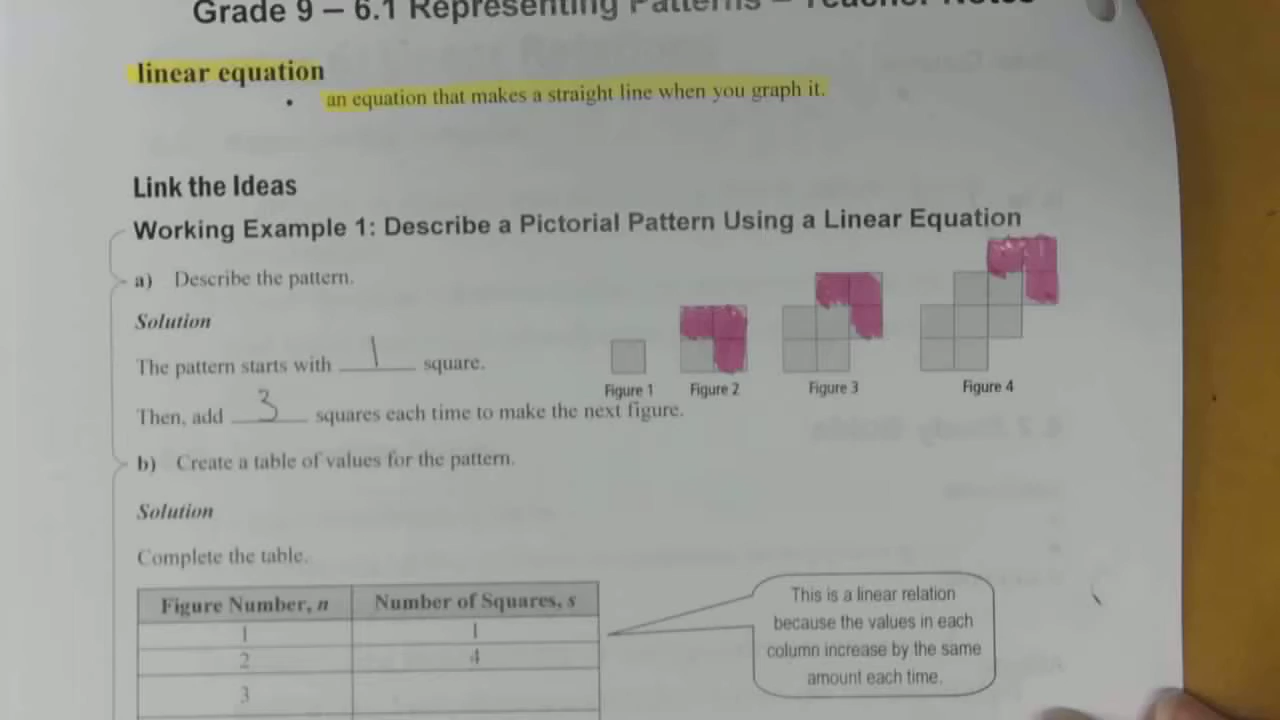 Grade 9 – 6.1 Representing Patterns – Teacher Notes
linear equation
• an equation that makes a straight line when you graph it.
Link the Ideas
Working Example 1: Describe a Pictorial Pattern Using a Linear Equation
a) Describe the pattern.
Solution
The pattern starts with 1 square.
Figure 1 Figure 2 Figure 3 Figure 4
Then, add 3 squares each time to make the next figure.
b) Create a table of values for the pattern.
Solution
Complete the table.
Figure Number, n Number of Squares, s
1 1
2 4
3
This is a linear relation
because the values in each
column increase by the same
amount each time.